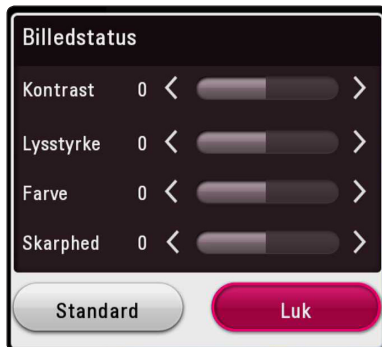 Billedstatus
Kontrast 0
Lysstyrke 0
Farve 0
Skarphed 0
Standard Luk